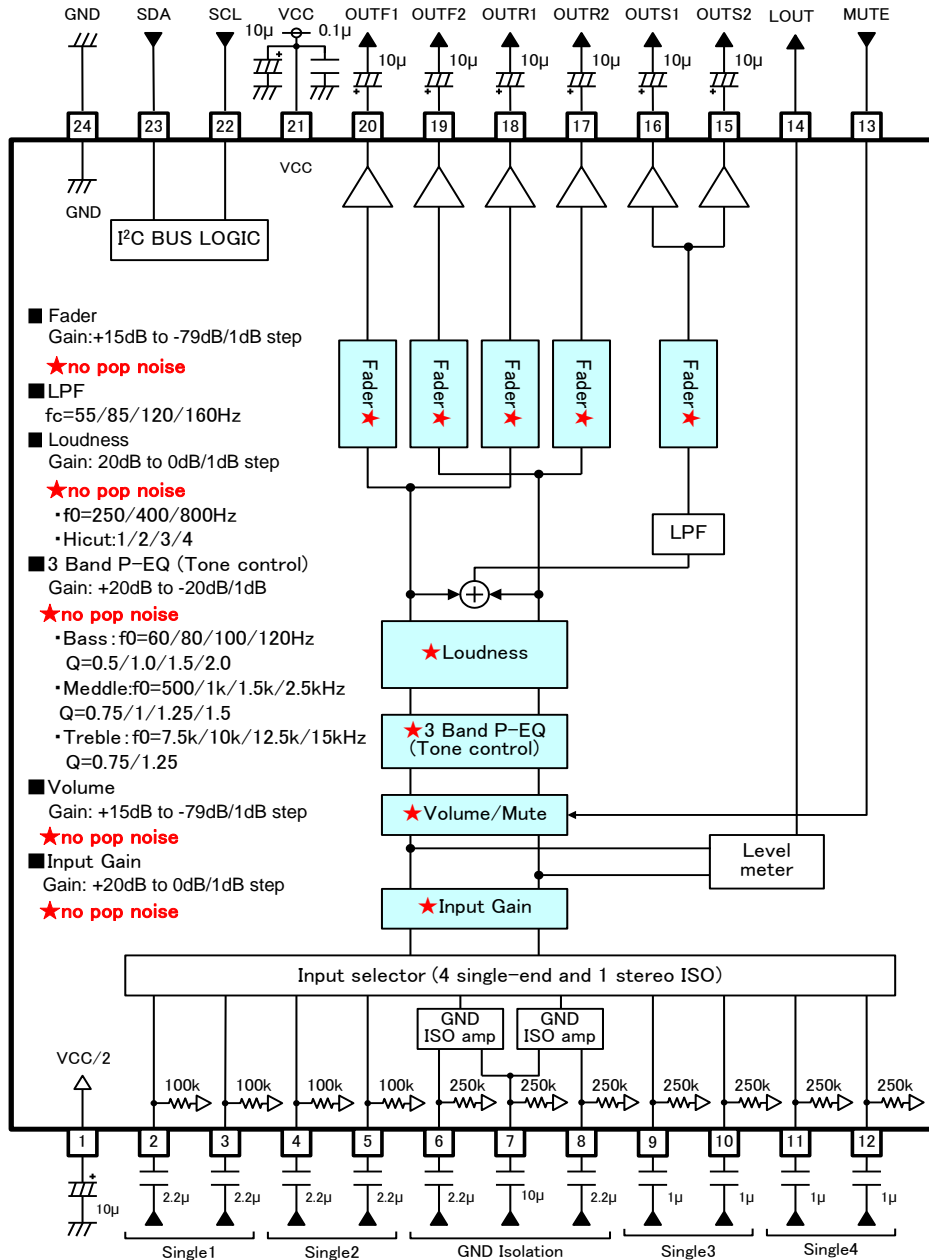 GND SDA SCL VCC OUTF1 OUTF2 OUTR1 OUTR2 OUTS1 OUTS2 LOUT MUTE
10μ 0.1μ 10μ 10μ 10μ 10μ 10μ 10μ
+ + + + + + +
24 23 22 21 20 19 18 17 16 15 14 13
VCC
GND
I²C BUS LOGIC
■ Fader
Gain:+15dB to -79dB/1dB step
★no pop noise
■ LPF
fc=55/85/120/160Hz
■ Loudness
Gain: 20dB to 0dB/1dB step
★no pop noise
・f0=250/400/800Hz
・Hicut:1/2/3/4
■ 3 Band P-EQ (Tone control)
Gain: +20dB to -20dB/1dB
★no pop noise
・Bass:f0=60/80/100/120Hz
Q=0.5/1.0/1.5/2.0
・Meddle:f0=500/1k/1.5k/2.5kHz
Q=0.75/1/1.25/1.5
・Treble:f0=7.5k/10k/12.5k/15kHz
Q=0.75/1.25
■ Volume
Gain: +15dB to -79dB/1dB step
★no pop noise
■ Input Gain
Gain: +20dB to 0dB/1dB step
★no pop noise
Fader★ Fader★ Fader★ Fader★ Fader★
LPF
+
★Loudness
★3 Band P-EQ
(Tone control)
★Volume/Mute
Level
meter
★Input Gain
Input selector (4 single-end and 1 stereo ISO)
GND
ISO amp
GND
ISO amp
VCC/2
100k 100k 100k 100k 250k 250k 250k 250k 250k 250k 250k
1 2 3 4 5 6 7 8 9 10 11 12
+
10μ 2.2μ 2.2μ 2.2μ 2.2μ 2.2μ 10μ 2.2μ 1μ 1μ 1μ 1μ
Single1 Single2 GND Isolation Single3 Single4